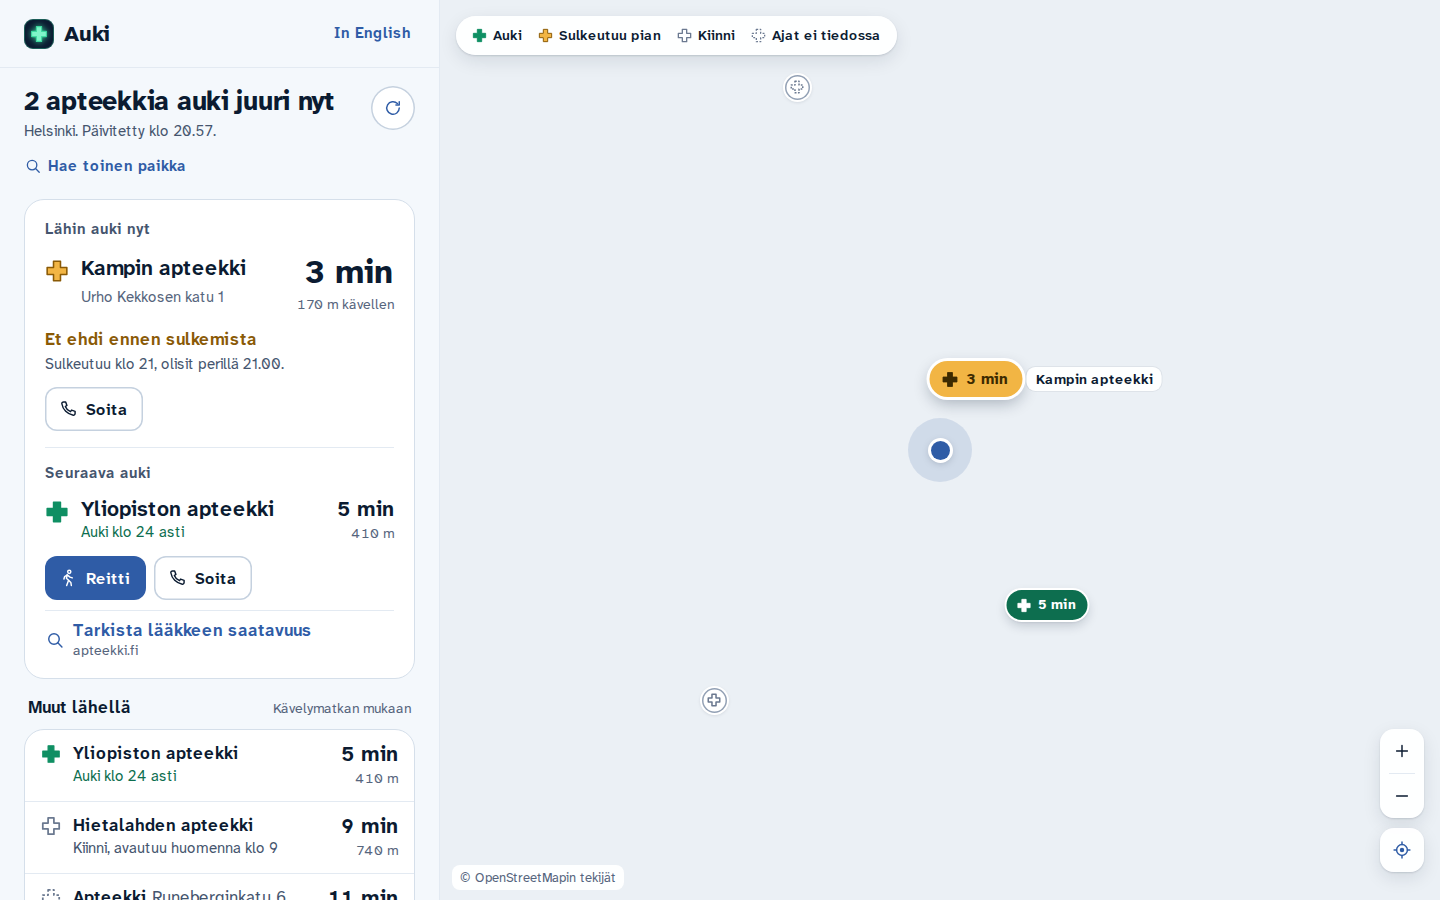 Auki
In English
2 apteekkia auki juuri nyt
Helsinki. Päivitetty klo 20.57.
Hae toinen paikka
Lähin auki nyt
Kampin apteekki
3 min
Urho Kekkosen katu 1
170 m kävellen
Et ehdi ennen sulkemista
Sulkeutuu klo 21, olisit perillä 21.00.
Soita
Seuraava auki
Yliopiston apteekki
5 min
Auki klo 24 asti
410 m
Reitti
Soita
Tarkista lääkkeen saatavuus
apteekki.fi
Muut lähellä
Kävelymatkan mukaan
Yliopiston apteekki
5 min
Auki klo 24 asti
410 m
Hietalahden apteekki
9 min
Kiinni, avautuu huomenna klo 9
740 m
Apteekki Runeberginkatu 6
11 min
Auki
Sulkeutuu pian
Kiinni
Ajat ei tiedossa
3 min
Kampin apteekki
5 min
© OpenStreetMapin tekijät